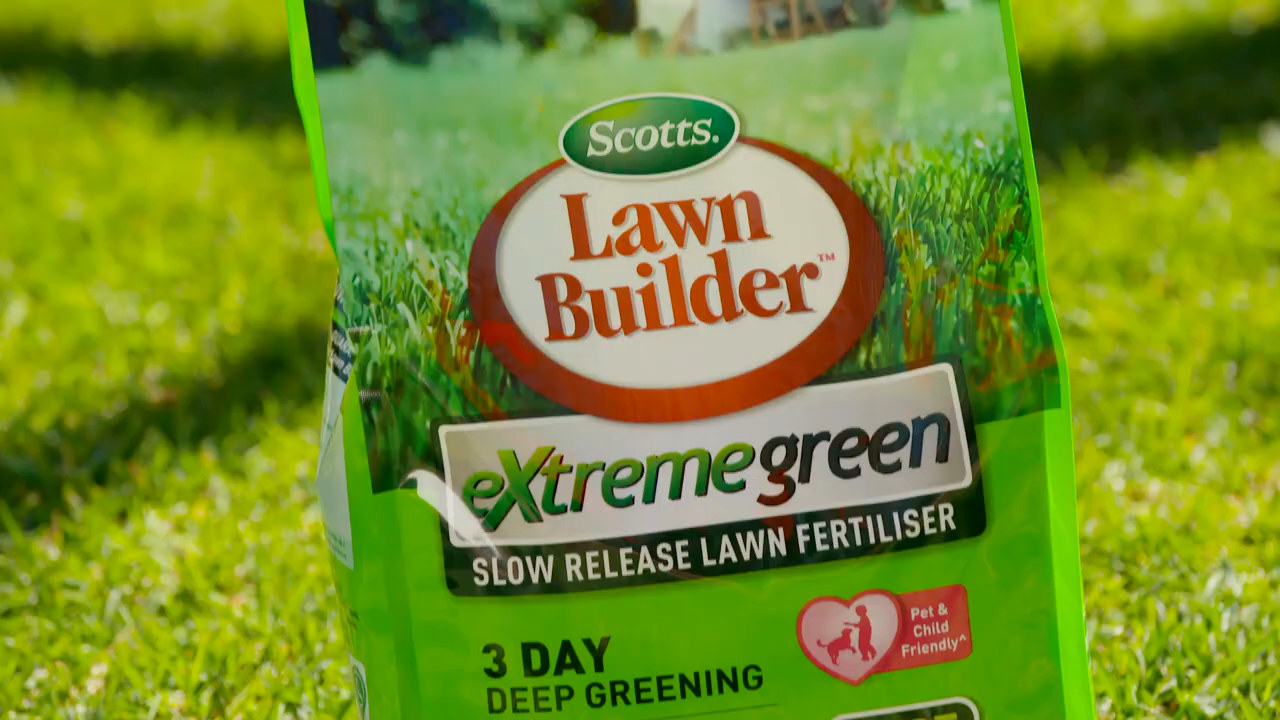 Scotts.
Lawn
Builder™
eXtremegreen
SLOW RELEASE LAWN FERTILISER
3 DAY
DEEP GREENING
Pet &
Child
Friendly^